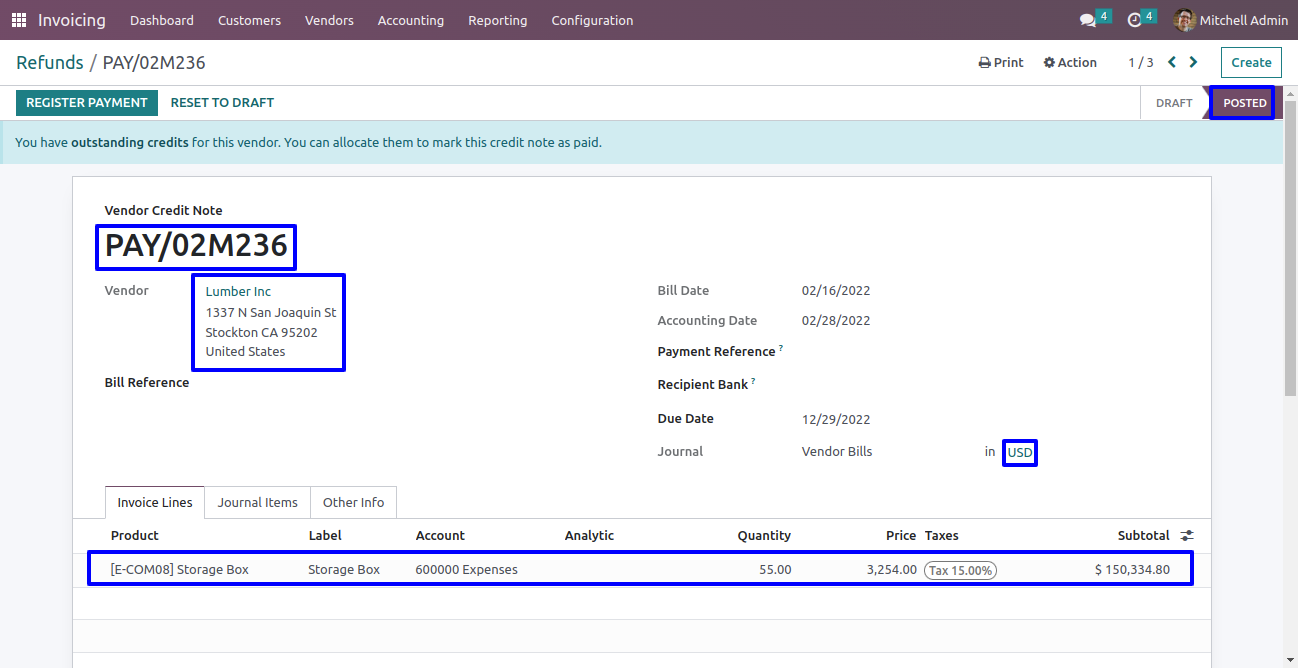 Invoicing Dashboard Customers Vendors Accounting Reporting Configuration 4 4 Mitchell Admin
Refunds / PAY/02M236 Print Action 1 / 3 Create
REGISTER PAYMENT RESET TO DRAFT DRAFT POSTED
You have outstanding credits for this vendor. You can allocate them to mark this credit note as paid.
Vendor Credit Note
PAY/02M236
Vendor Lumber Inc
1337 N San Joaquin St
Stockton CA 95202
United States
Bill Reference
Bill Date 02/16/2022
Accounting Date 02/28/2022
Payment Reference ?
Recipient Bank ?
Due Date 12/29/2022
Journal Vendor Bills in USD
Invoice Lines Journal Items Other Info
Product Label Account Analytic Quantity Price Taxes Subtotal
[E-COM08] Storage Box Storage Box 600000 Expenses 55.00 3,254.00 Tax 15.00% $ 150,334.80